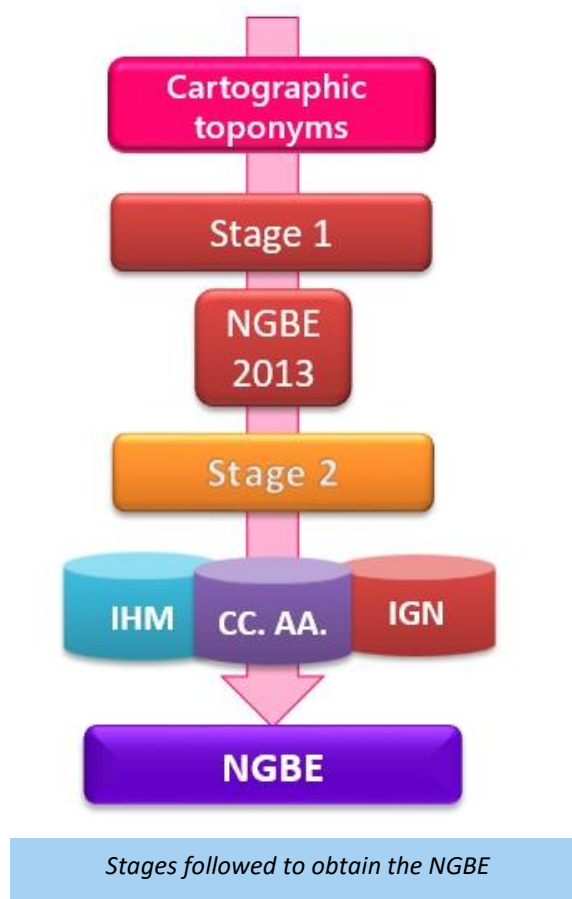 Cartographic
toponyms
Stage 1
NGBE
2013
Stage 2
IHM
CC. AA.
IGN
NGBE
Stages followed to obtain the NGBE